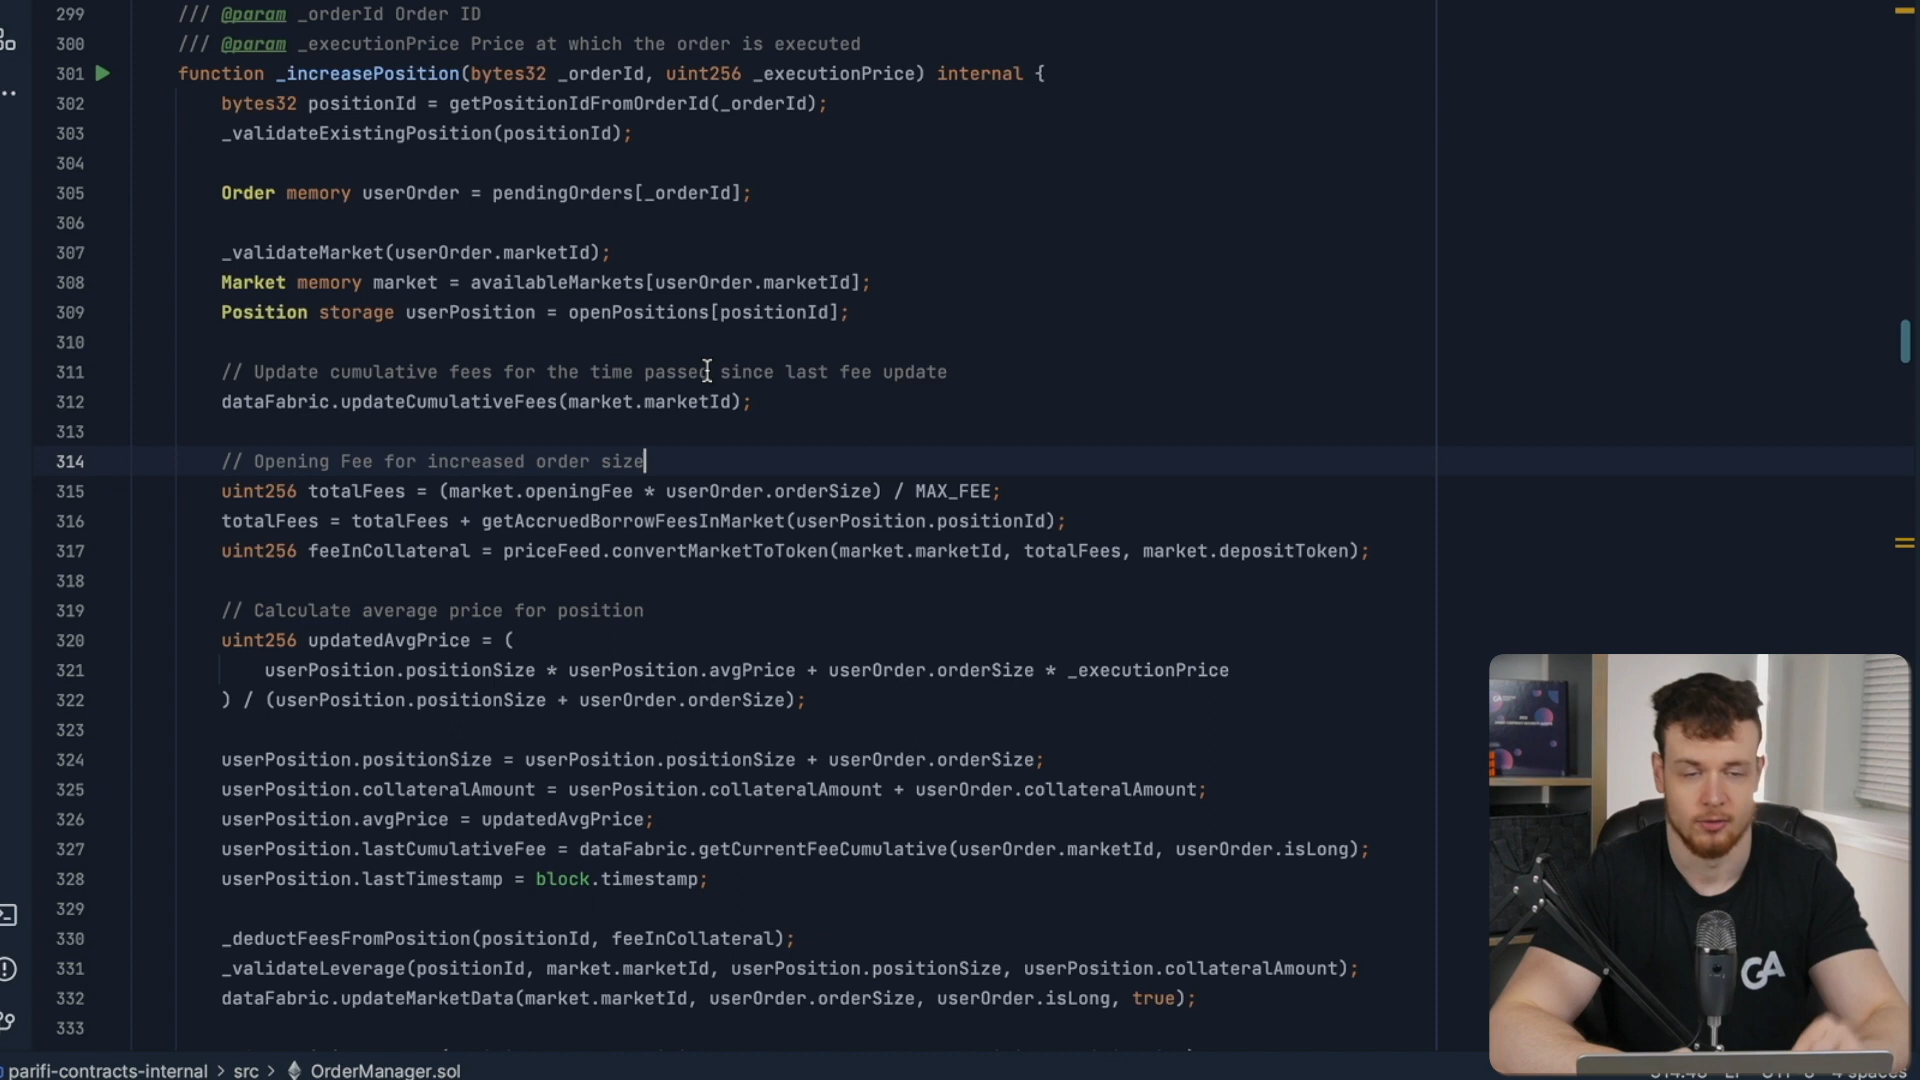 299 /// @param _orderId Order ID
300 /// @param _executionPrice Price at which the order is executed
301 function _increasePosition(bytes32 _orderId, uint256 _executionPrice) internal {
302 bytes32 positionId = getPositionIdFromOrderId(_orderId);
303 _validateExistingPosition(positionId);
304
305 Order memory userOrder = pendingOrders[_orderId];
306
307 _validateMarket(userOrder.marketId);
308 Market memory market = availableMarkets[userOrder.marketId];
309 Position storage userPosition = openPositions[positionId];
310
311 // Update cumulative fees for the time passed since last fee update
312 dataFabric.updateCumulativeFees(market.marketId);
313
314 // Opening Fee for increased order size
315 uint256 totalFees = (market.openingFee * userOrder.orderSize) / MAX_FEE;
316 totalFees = totalFees + getAccruedBorrowFeesInMarket(userPosition.positionId);
317 uint256 feeInCollateral = priceFeed.convertMarketToToken(market.marketId, totalFees, market.depositToken);
318
319 // Calculate average price for position
320 uint256 updatedAvgPrice = (
321 userPosition.positionSize * userPosition.avgPrice + userOrder.orderSize * _executionPrice
322 ) / (userPosition.positionSize + userOrder.orderSize);
323
324 userPosition.positionSize = userPosition.positionSize + userOrder.orderSize;
325 userPosition.collateralAmount = userPosition.collateralAmount + userOrder.collateralAmount;
326 userPosition.avgPrice = updatedAvgPrice;
327 userPosition.lastCumulativeFee = dataFabric.getCurrentFeeCumulative(userOrder.marketId, userOrder.isLong);
328 userPosition.lastTimestamp = block.timestamp;
329
330 _deductFeesFromPosition(positionId, feeInCollateral);
331 _validateLeverage(positionId, market.marketId, userPosition.positionSize, userPosition.collateralAmount);
332 dataFabric.updateMarketData(market.marketId, userOrder.orderSize, userOrder.isLong, true);
333
GA
parifi-contracts-internal > src > OrderManager.sol